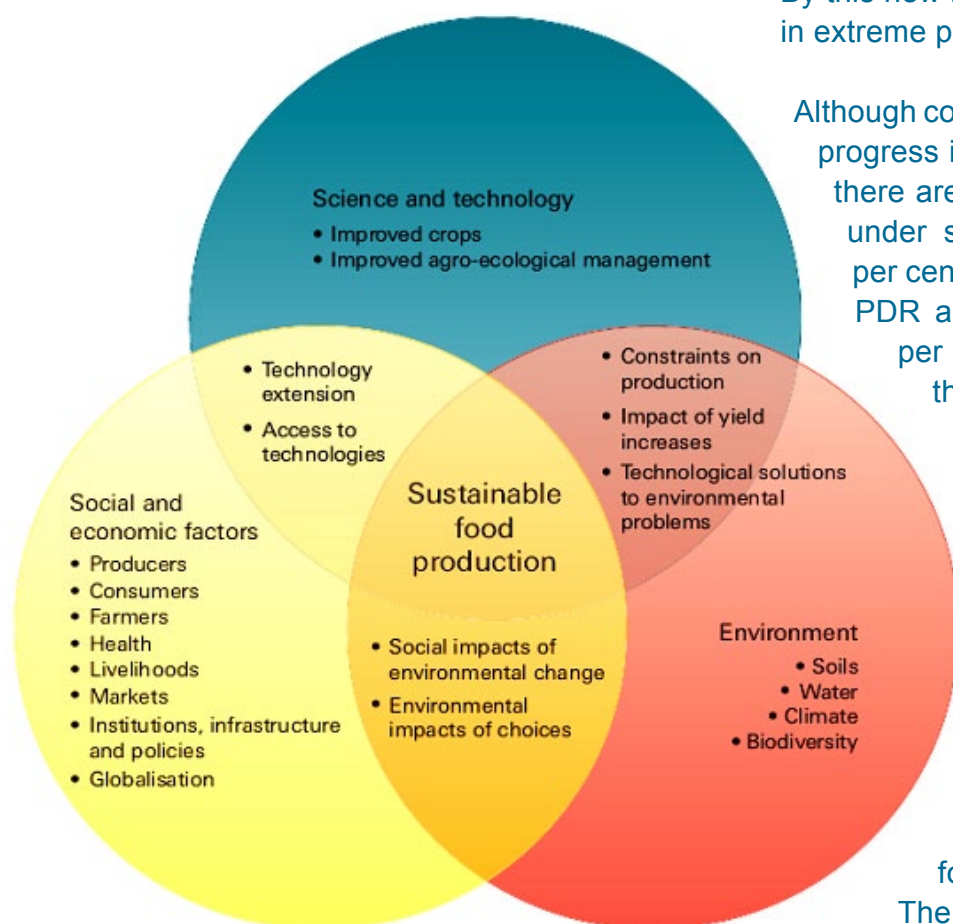 By this new
in extreme p
Although co
progress i
there are
under s
per cen
PDR a
per
th
Science and technology
• Improved crops
• Improved agro-ecological management
• Technology
extension
• Access to
technologies
• Constraints on
production
• Impact of yield
increases
• Technological solutions
to environmental
problems
Sustainable
food
production
Social and
economic factors
• Producers
• Consumers
• Farmers
• Health
• Livelihoods
• Markets
• Institutions, infrastructure
and policies
• Globalisation
• Social impacts of
environmental change
• Environmental
impacts of choices
Environment
• Soils
• Water
• Climate
• Biodiversity
fo
The